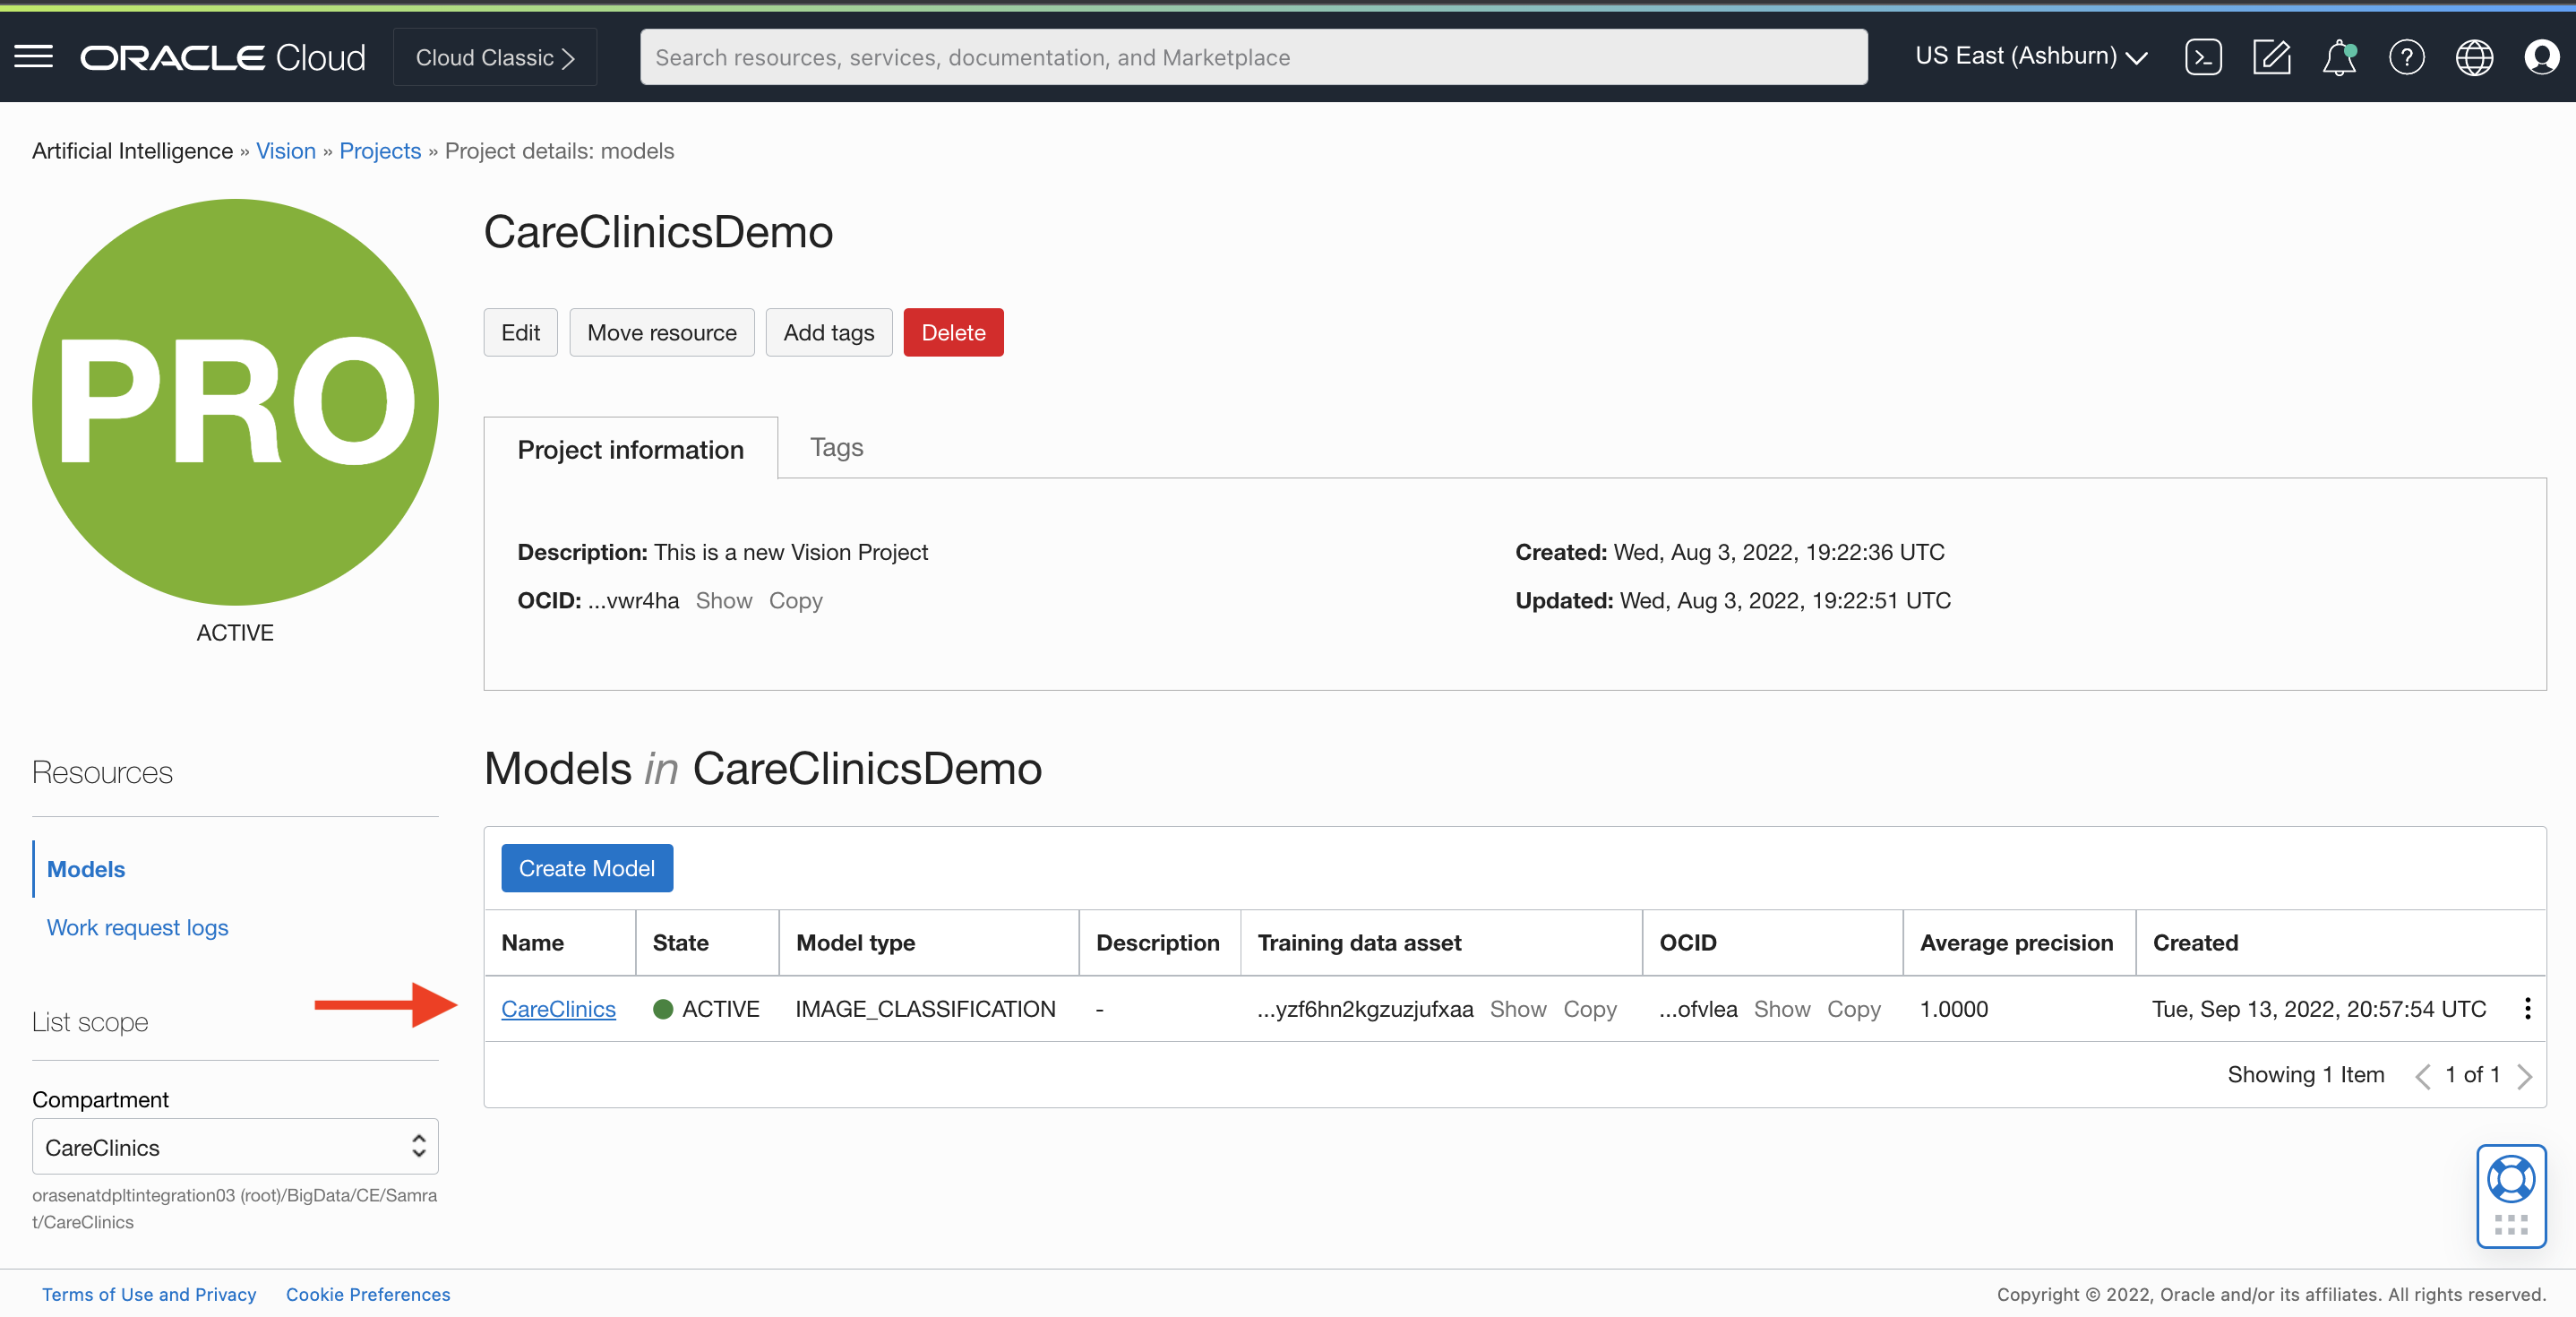 ORACLE Cloud
Cloud Classic
Search resources, services, documentation, and Marketplace
US East (Ashburn)
Artificial Intelligence » Vision » Projects » Project details: models
PRO
ACTIVE
CareClinicsDemo
Edit Move resource Add tags Delete
Project information Tags
Description: This is a new Vision Project Created: Wed, Aug 3, 2022, 19:22:36 UTC
OCID: ...vwr4ha Show Copy Updated: Wed, Aug 3, 2022, 19:22:51 UTC
Resources
Models
Work request logs
List scope
Compartment
CareClinics
orasenatdpltintegration03 (root)/BigData/CE/Samra
t/CareClinics
Models in CareClinicsDemo
Create Model
Name State Model type Description Training data asset OCID Average precision Created
CareClinics ACTIVE IMAGE_CLASSIFICATION - ...yzf6hn2kgzuzjufxaa Show Copy ...ofvlea Show Copy 1.0000 Tue, Sep 13, 2022, 20:57:54 UTC
Showing 1 Item 1 of 1
Terms of Use and Privacy Cookie Preferences Copyright © 2022, Oracle and/or its affiliates. All rights reserved.